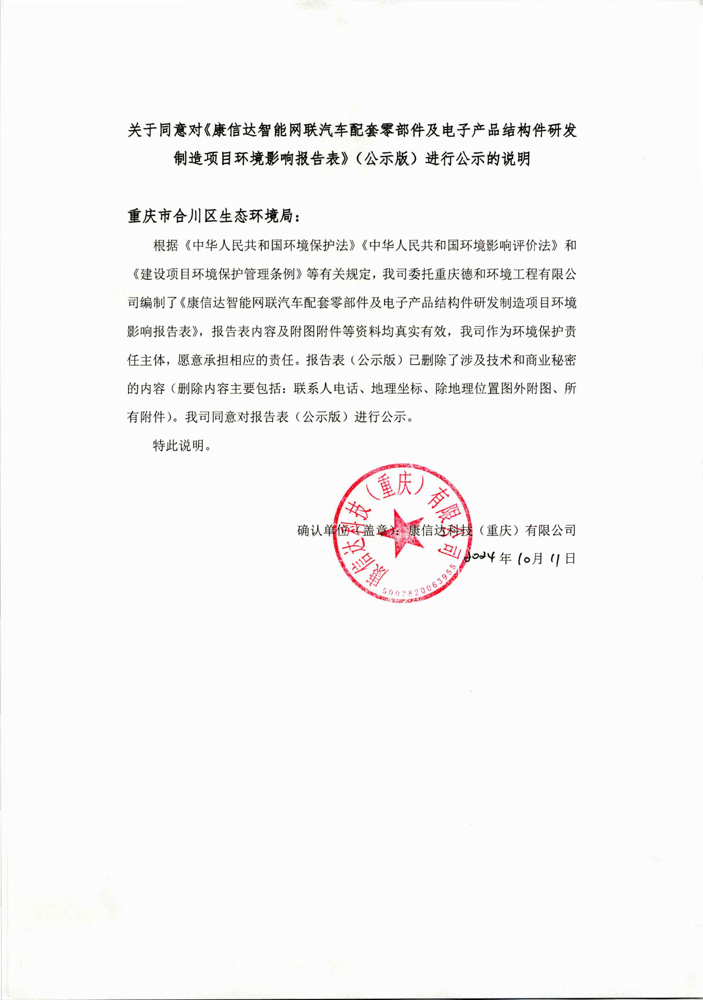 关于同意对《康信达智能网联汽车配套零部件及电子产品结构件研发
制造项目环境影响报告表》（公示版）进行公示的说明
重庆市合川区生态环境局：
根据《中华人民共和国环境保护法》《中华人民共和国环境影响评价法》和
《建设项目环境保护管理条例》等有关规定，我司委托重庆德和环境工程有限公
司编制了《康信达智能网联汽车配套零部件及电子产品结构件研发制造项目环境
影响报告表》，报告表内容及附图附件等资料均真实有效，我司作为环境保护责
任主体，愿意承担相应的责任。报告表（公示版）已删除了涉及技术和商业秘密
的内容（删除内容主要包括：联系人电话、地理坐标、除地理位置图外附图、所
有附件）。我司同意对报告表（公示版）进行公示。
特此说明。
康信达科技（重庆）有限公司
确认单位（盖章）：康信达科技（重庆）有限公司
2024年10月11日
5003820063955